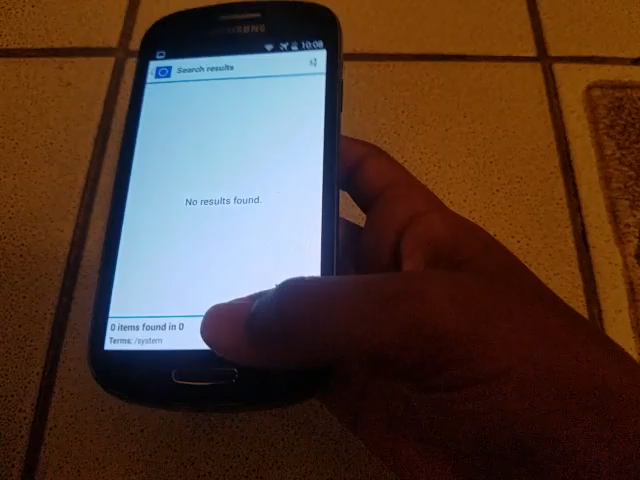 SAMSUNG
10:08
Search results
No results found.
0 items found in 0
Terms: /system